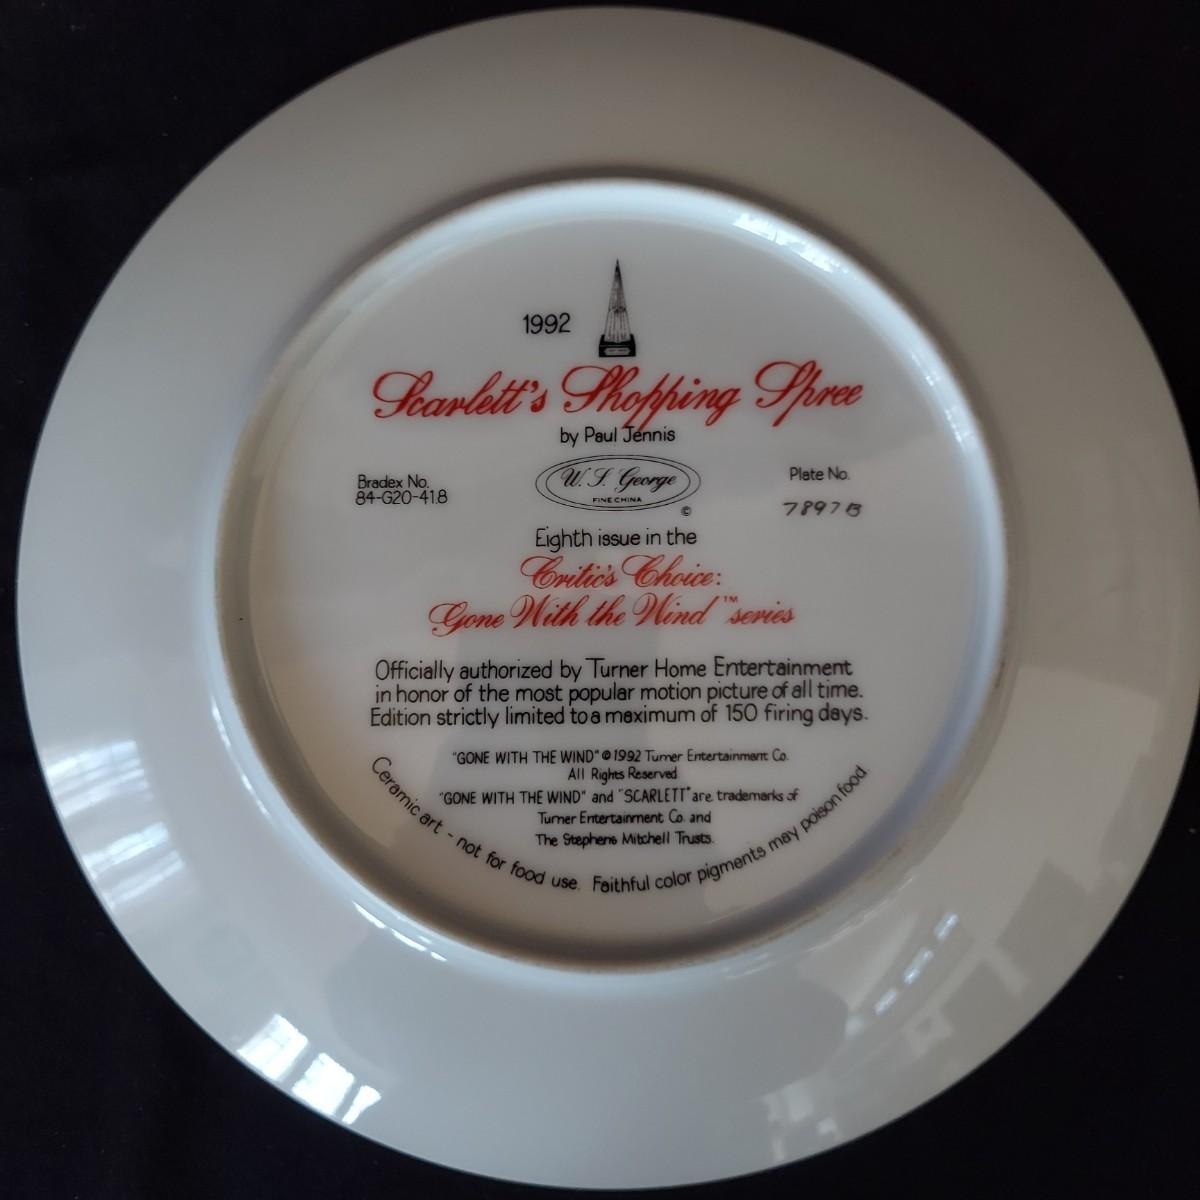 1992
Scarlett's Shopping Spree
by Paul Jennis
Bradex No.
84-G20-41.8
W. S. George
FINE CHINA
©
Plate No.
7897B
Eighth issue in the
Critic's Choice:
Gone With the Wind™ series
Officially authorized by Turner Home Entertainment
in honor of the most popular motion picture of all time.
Edition strictly limited to a maximum of 150 firing days.
"GONE WITH THE WIND" © 1992 Turner Entertainment Co.
All Rights Reserved
"GONE WITH THE WIND" and "SCARLETT" are trademarks of
Turner Entertainment Co. and
The Stephens Mitchell Trusts.
Ceramic art - not for food use. Faithful color pigments may poison food.